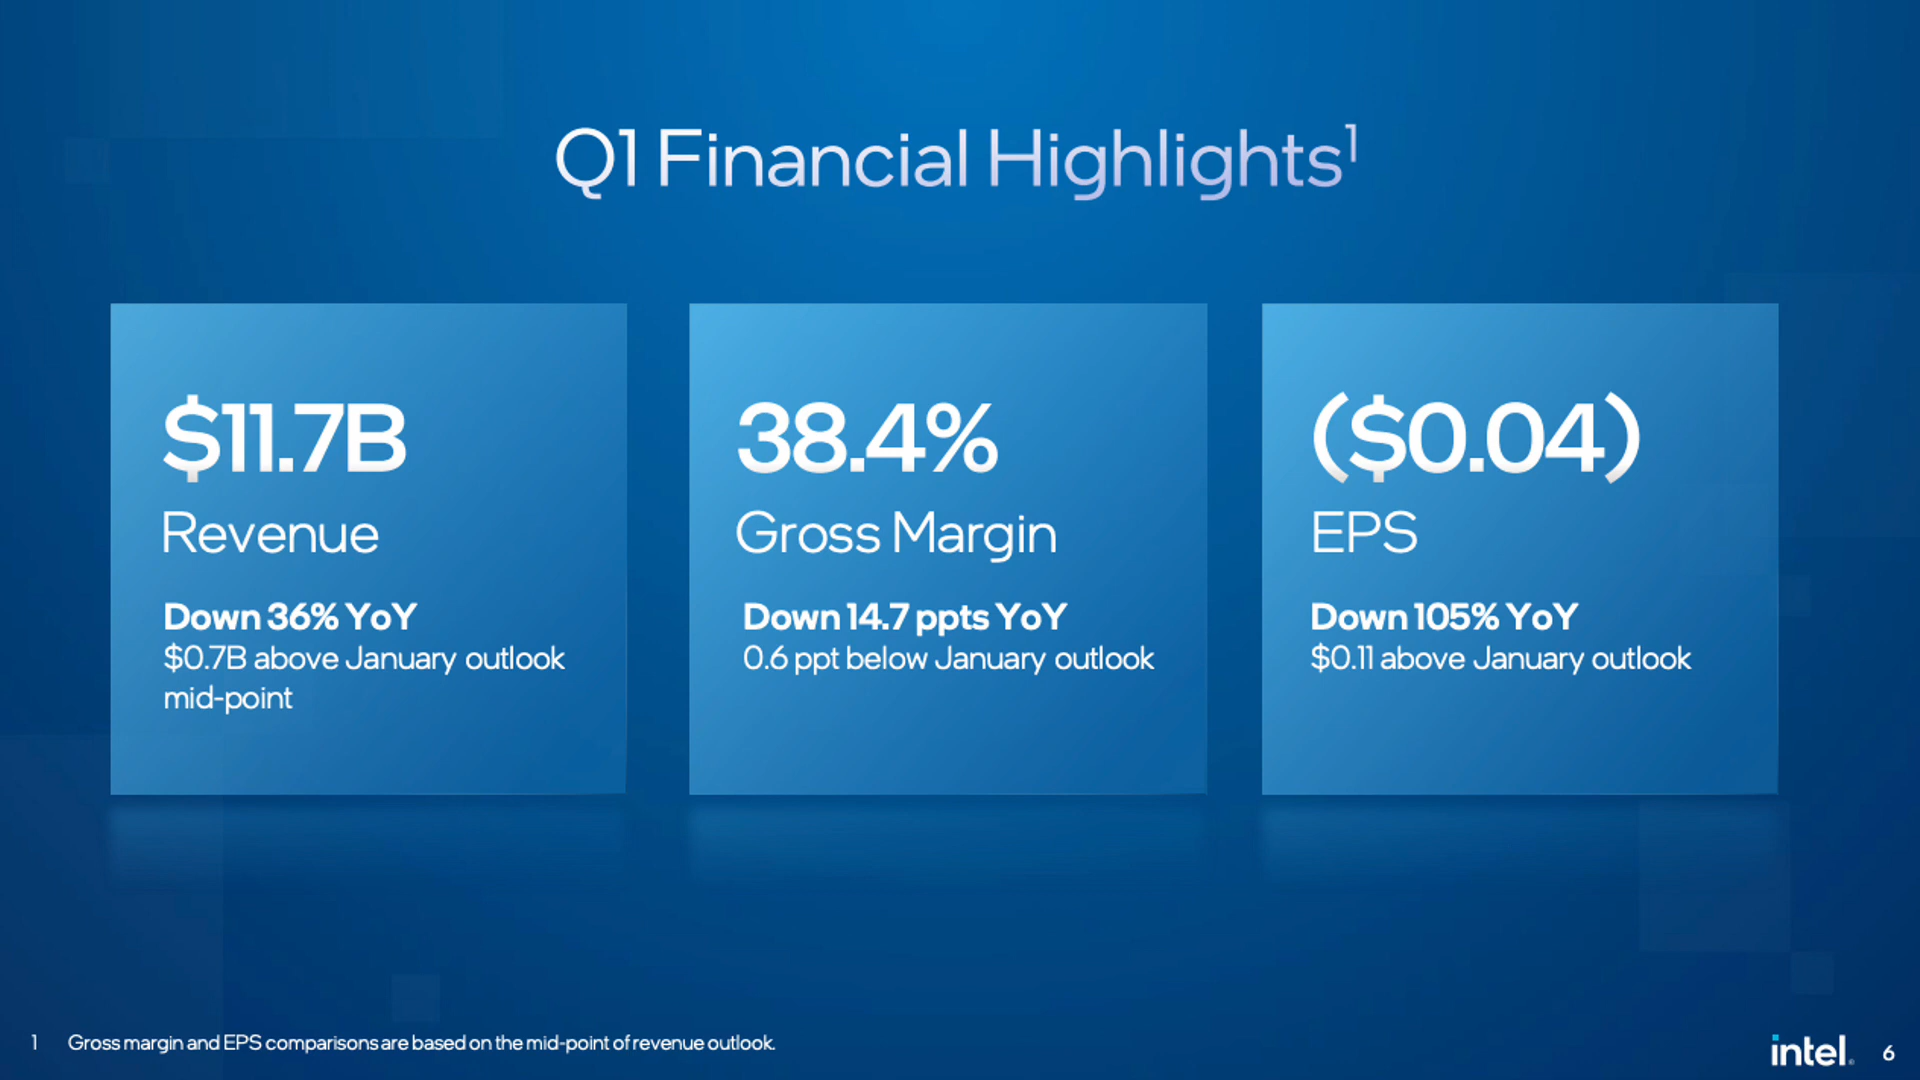 Q1 Financial Highlights¹
$11.7B
Revenue
Down 36% YoY
$0.7B above January outlook
mid-point
38.4%
Gross Margin
Down 14.7 ppts YoY
0.6 ppt below January outlook
($0.04)
EPS
Down 105% YoY
$0.11 above January outlook
1 Gross margin and EPS comparisons are based on the mid-point of revenue outlook.
intel.
6